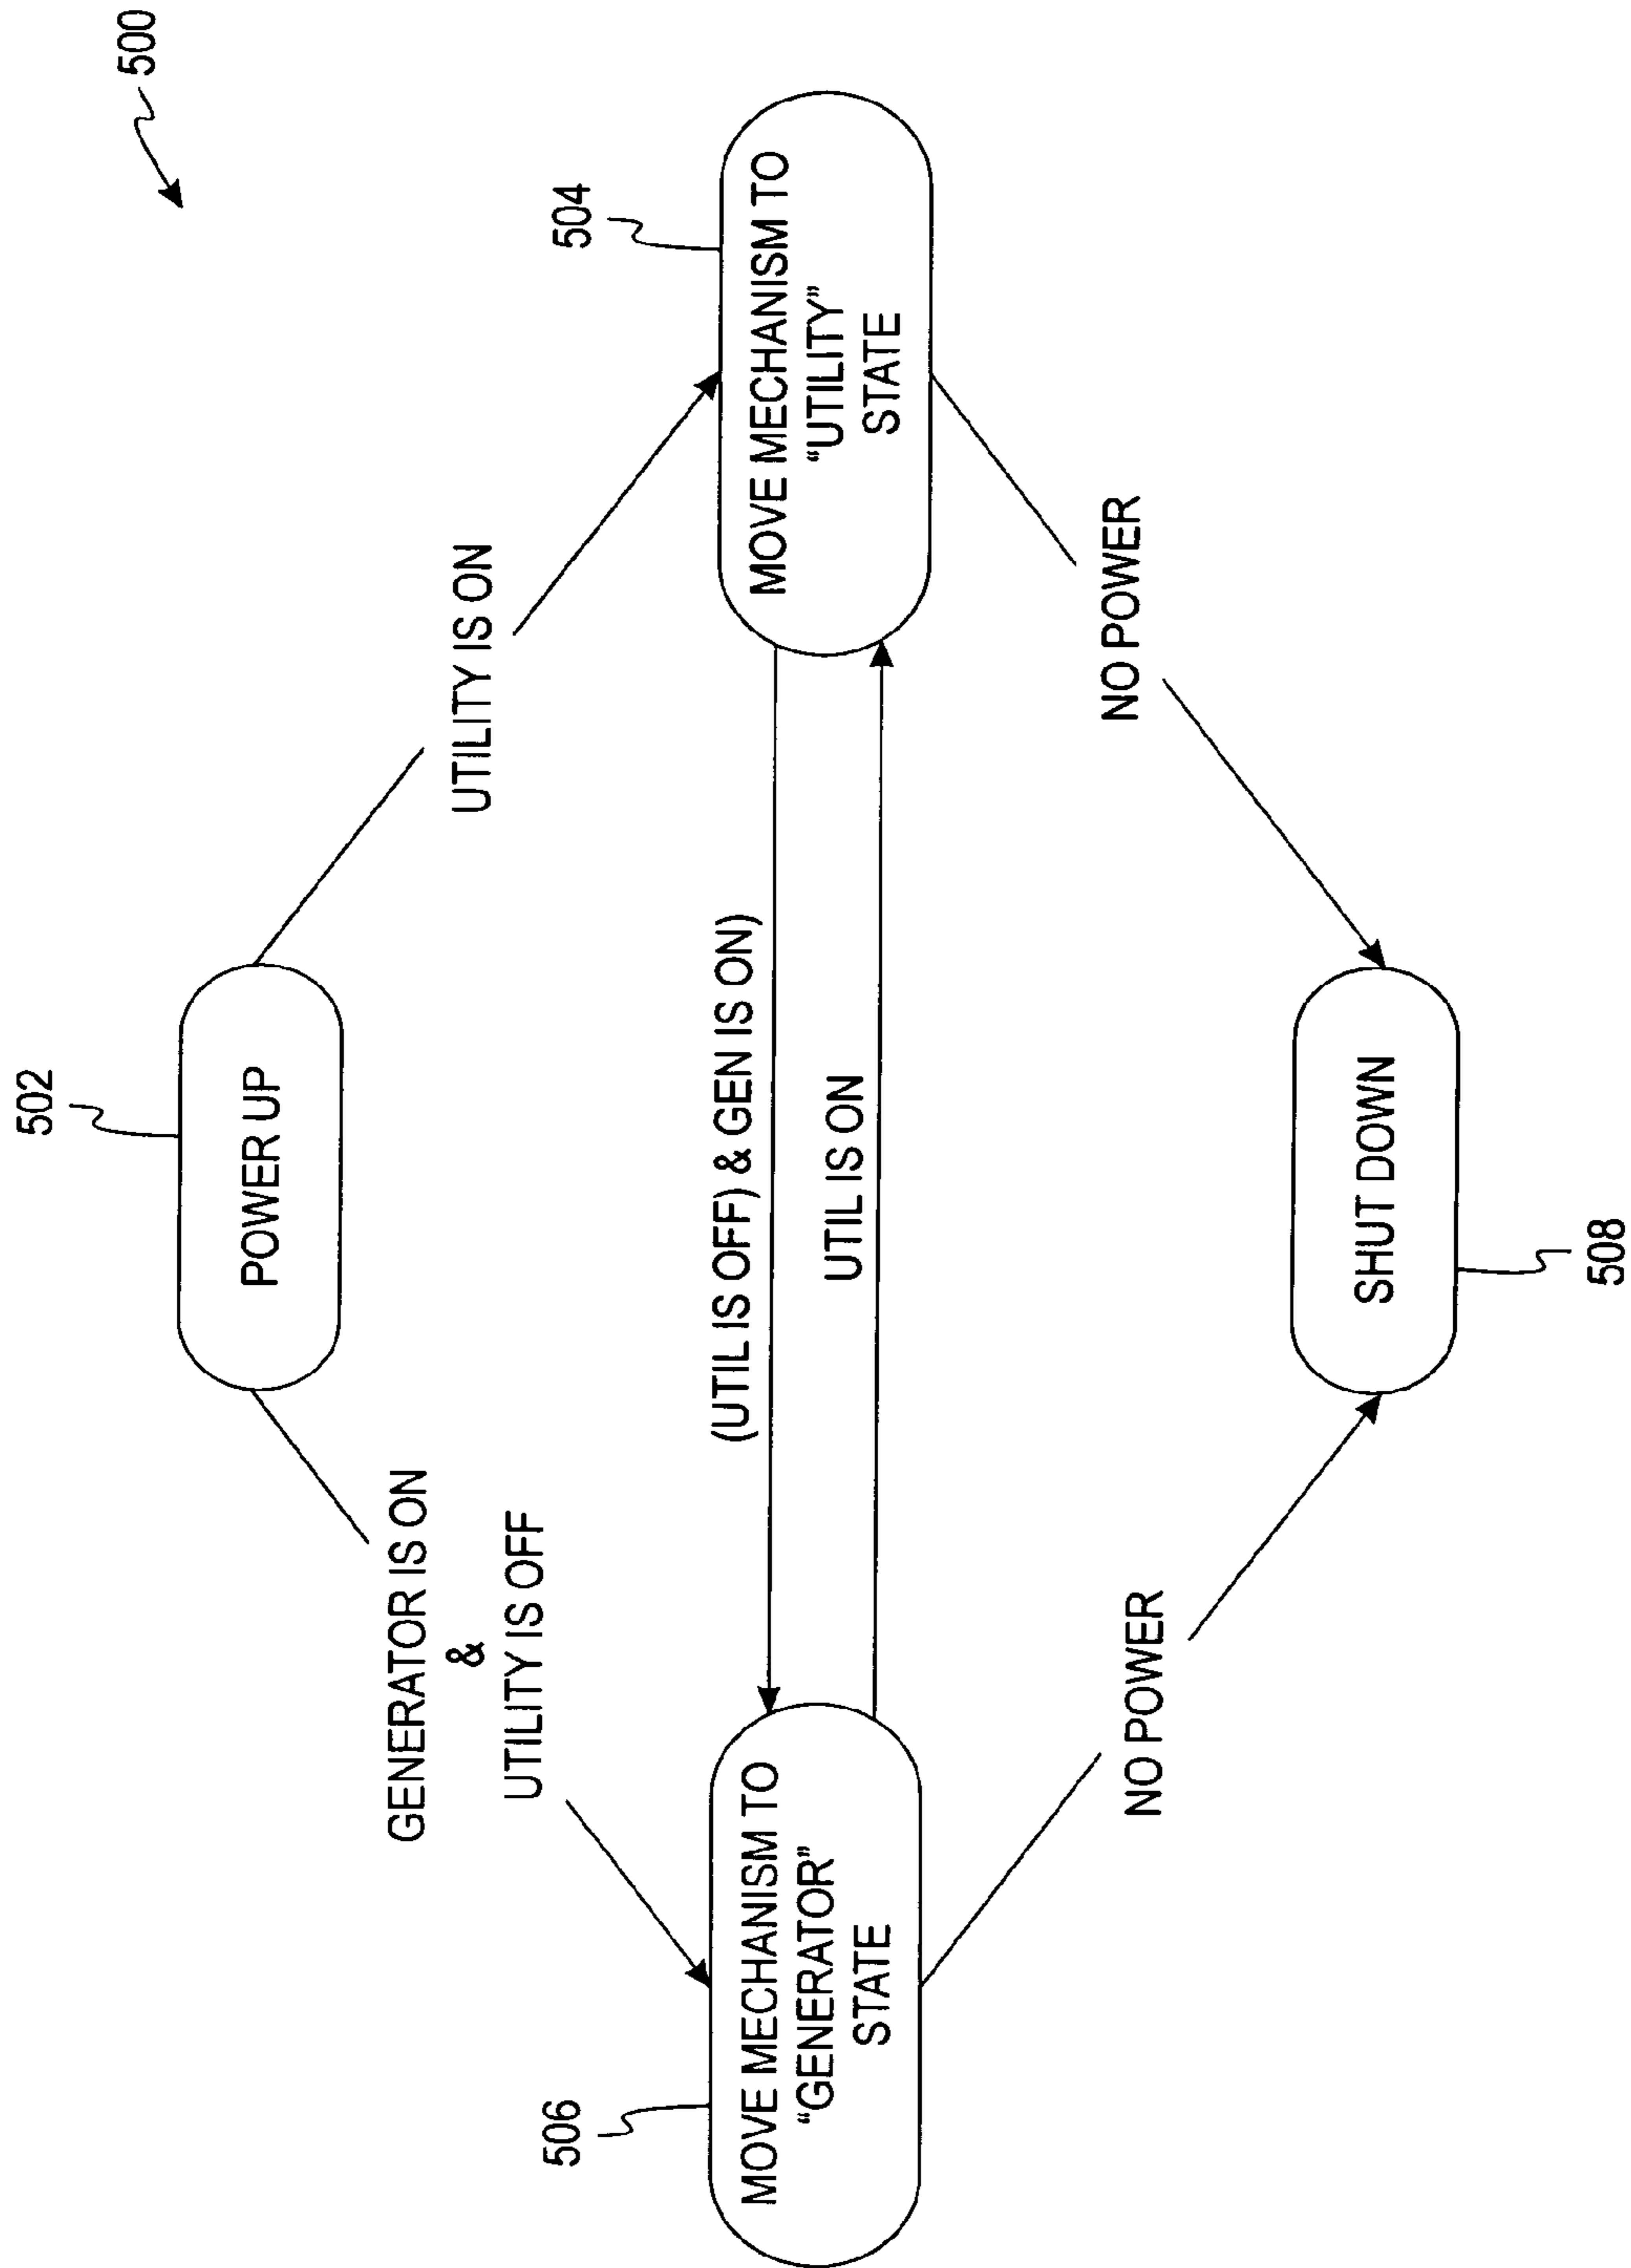 500
502
POWER UP
GENERATOR IS ON
&
UTILITY IS OFF
UTILITY IS ON
506
MOVE MECHANISM TO
“GENERATOR”
STATE
(UTIL IS OFF) & GEN IS ON)
UTIL IS ON
504
MOVE MECHANISM TO
“UTILITY”
STATE
NO POWER
NO POWER
SHUT DOWN
508